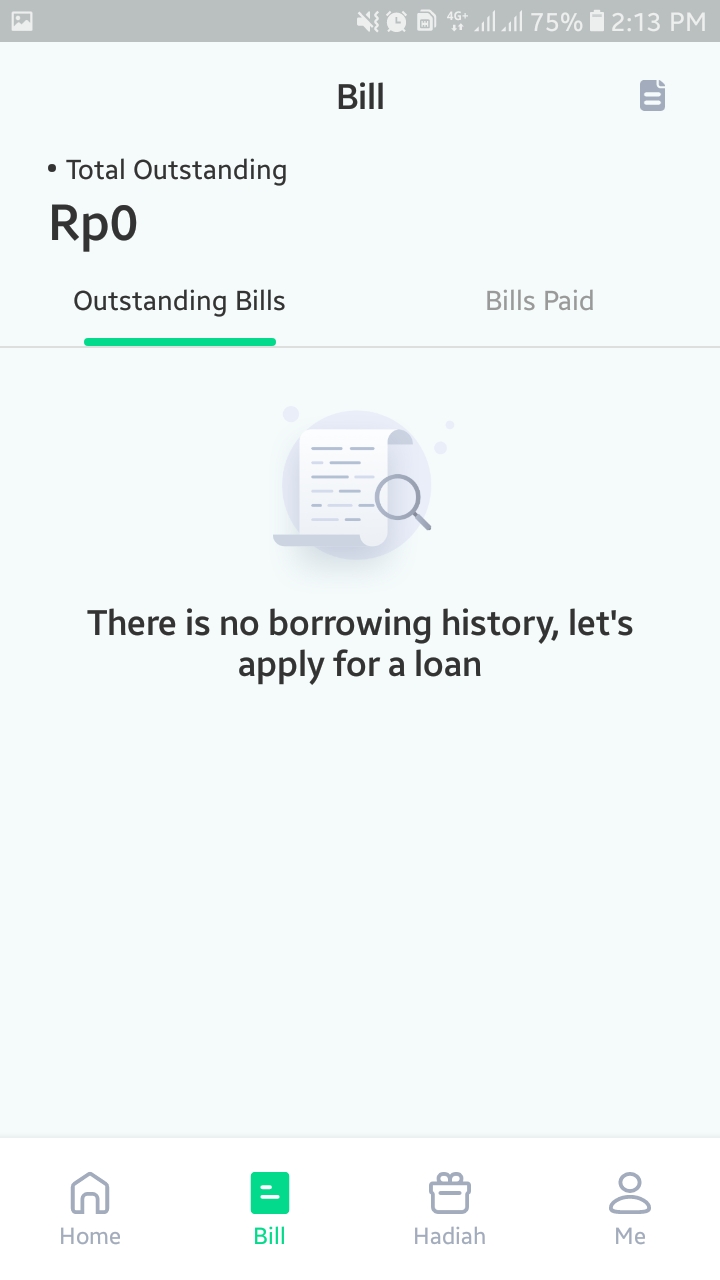 4G+ 75% 2:13 PM
Bill
• Total Outstanding
Rp0
Outstanding Bills Bills Paid
There is no borrowing history, let's
apply for a loan
Home Bill Hadiah Me